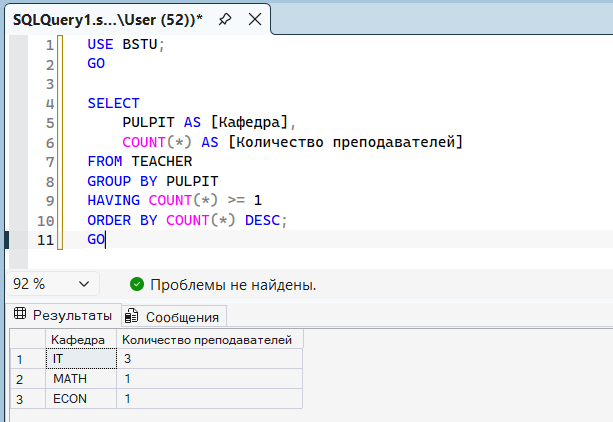 SQLQuery1.s...\User (52))*
1 USE BSTU;
2 GO
3
4 SELECT
5 PULPIT AS [Кафедра],
6 COUNT(*) AS [Количество преподавателей]
7 FROM TEACHER
8 GROUP BY PULPIT
9 HAVING COUNT(*) >= 1
10 ORDER BY COUNT(*) DESC;
11 GO
92 % Проблемы не найдены.
Результаты Сообщения
Кафедра Количество преподавателей
1 IT 3
2 MATH 1
3 ECON 1